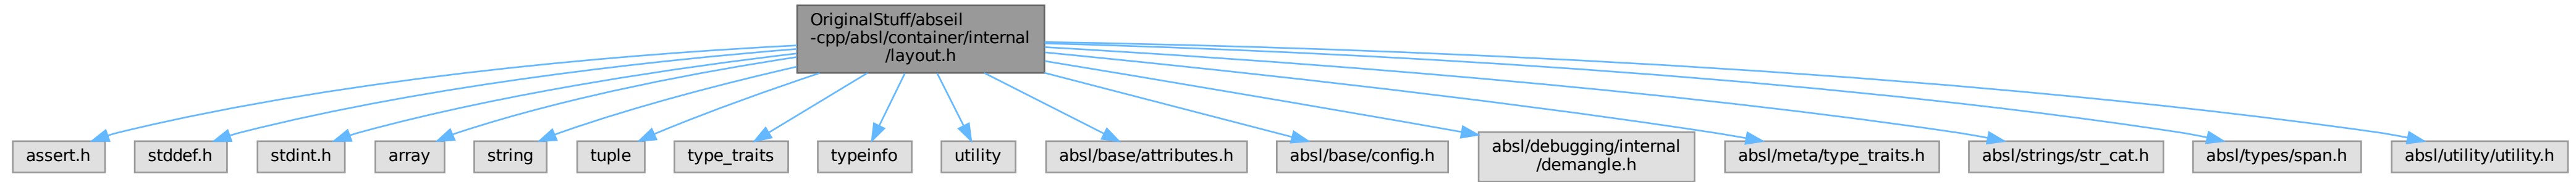 OriginalStuff/abseil
-cpp/absl/container/internal
/layout.h
assert.h
stddef.h
stdint.h
array
string
tuple
type_traits
typeinfo
utility
absl/base/attributes.h
absl/base/config.h
absl/debugging/internal
/demangle.h
absl/meta/type_traits.h
absl/strings/str_cat.h
absl/types/span.h
absl/utility/utility.h